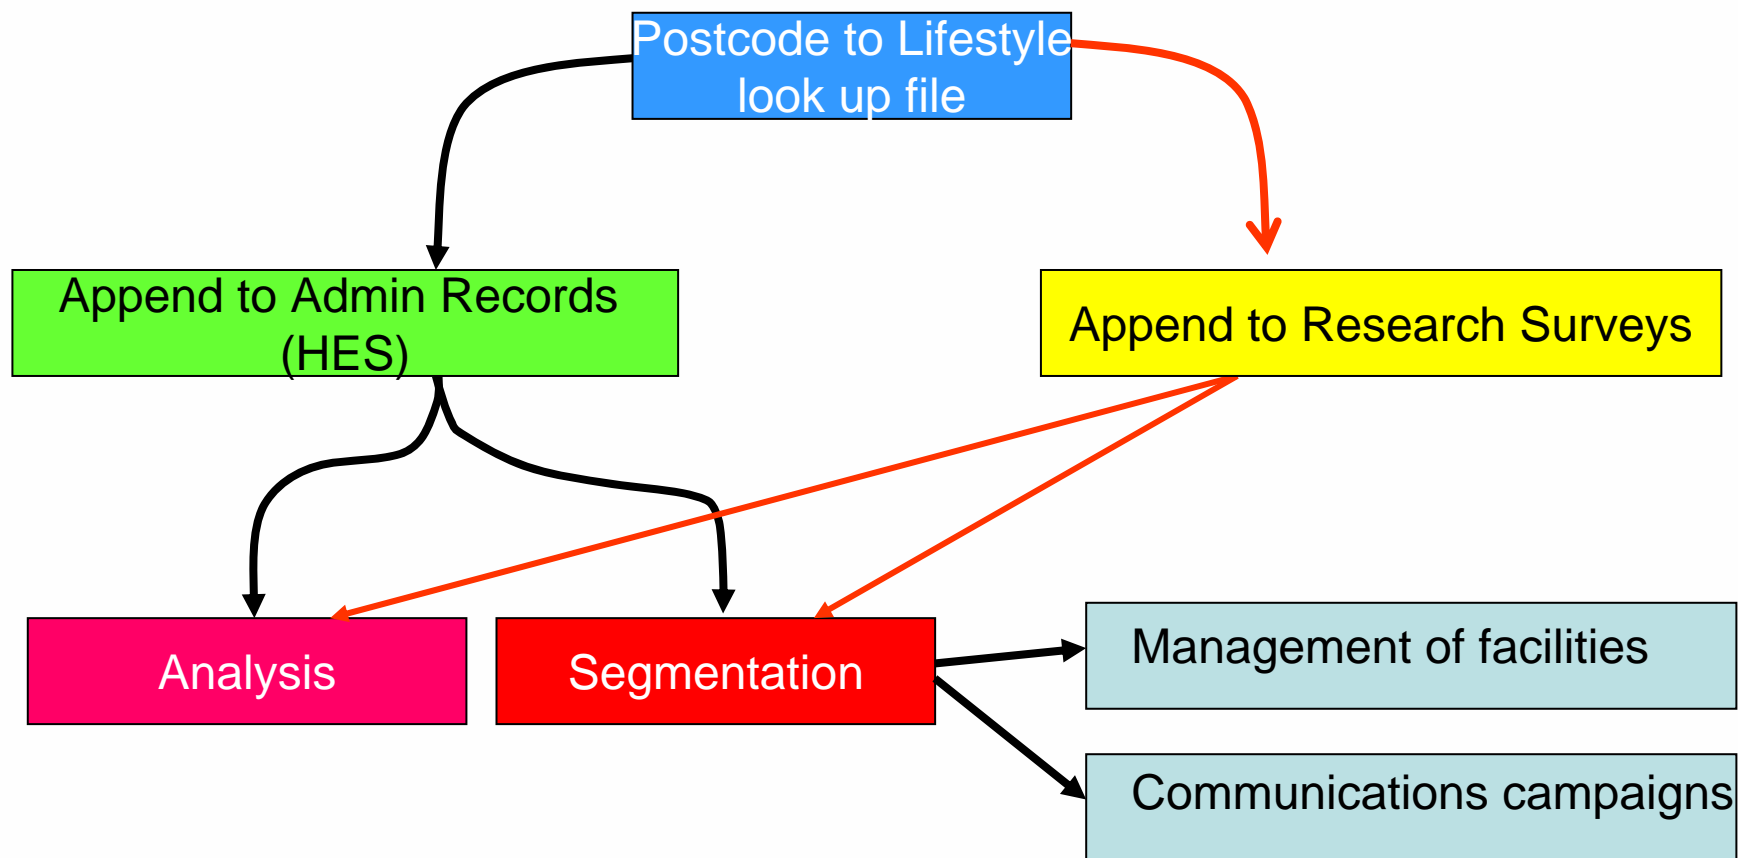 Postcode to Lifestyle
look up file
Append to Admin Records
(HES)
Append to Research Surveys
Analysis
Segmentation
Management of facilities
Communications campaigns